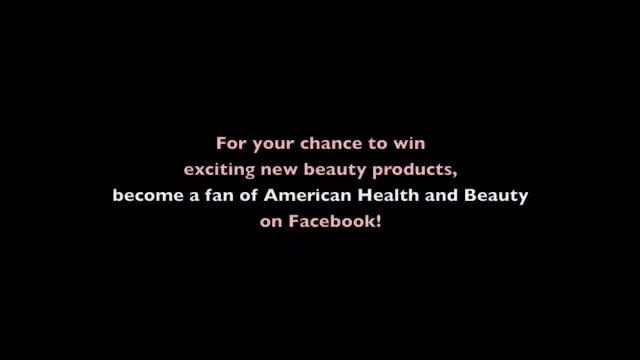 For your chance to win
exciting new beauty products,
become a fan of American Health and Beauty
on Facebook!